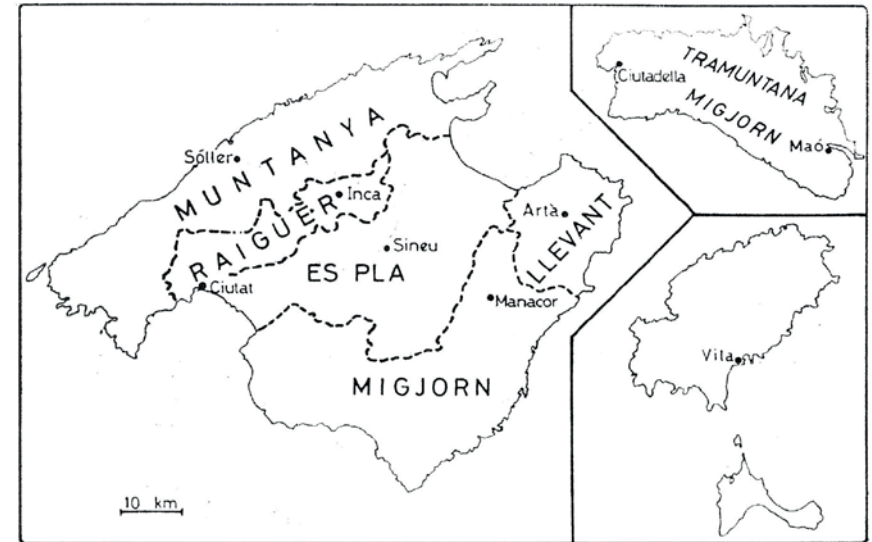 MUNTANYA
Sóller
RAIGUER
Inca
Sineu
Ciutat
ES PLA
Artà
LLEVANT
Manacor
MIGJORN
10 km
Ciutadella
TRAMUNTANA
MIGJORN
Maó
Vila